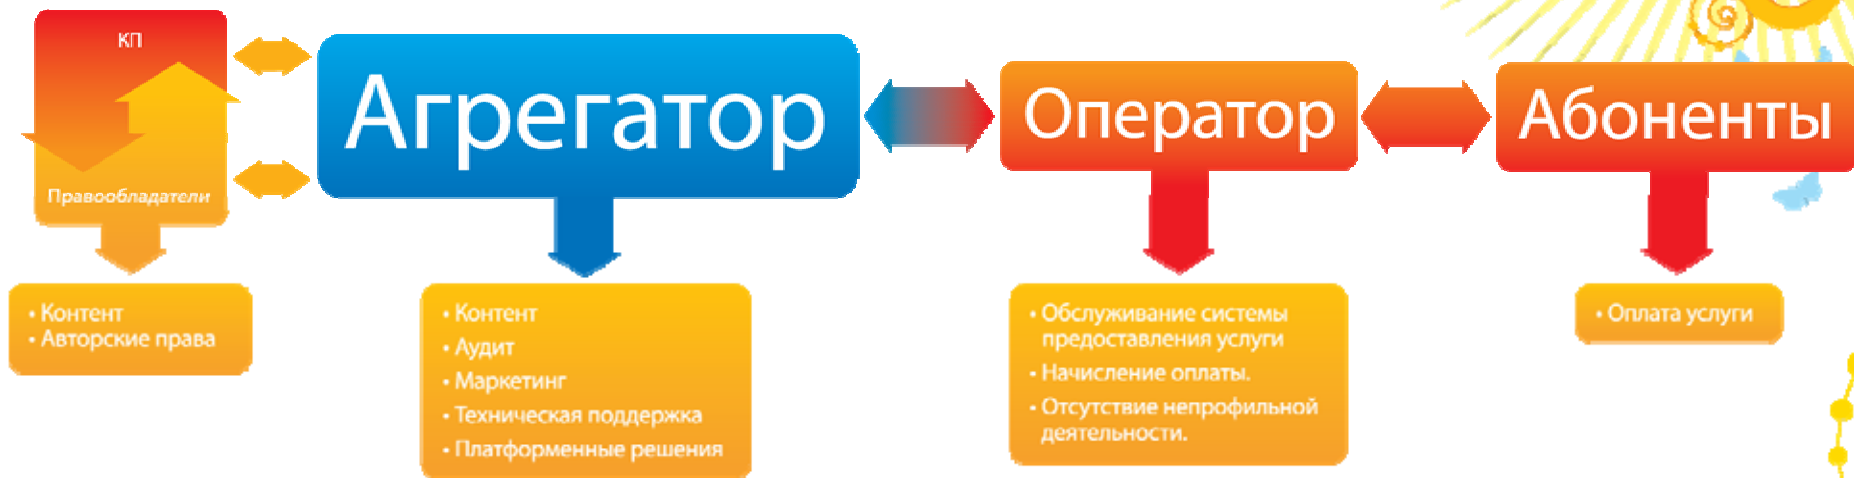 КП
Правообладатели
Агрегатор
Оператор
Абоненты
• Контент
• Авторские права
• Контент
• Аудит
• Маркетинг
• Техническая поддержка
• Платформенные решения
• Обслуживание системы
предоставления услуги
• Начисление оплаты.
• Отсутствие непрофильной
деятельности.
• Оплата услуги